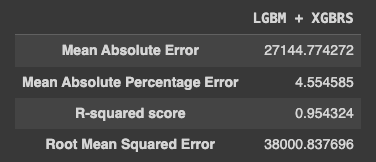 LGBM + XGBRS
Mean Absolute Error 27144.774272
Mean Absolute Percentage Error 4.554585
R-squared score 0.954324
Root Mean Squared Error 38000.837696